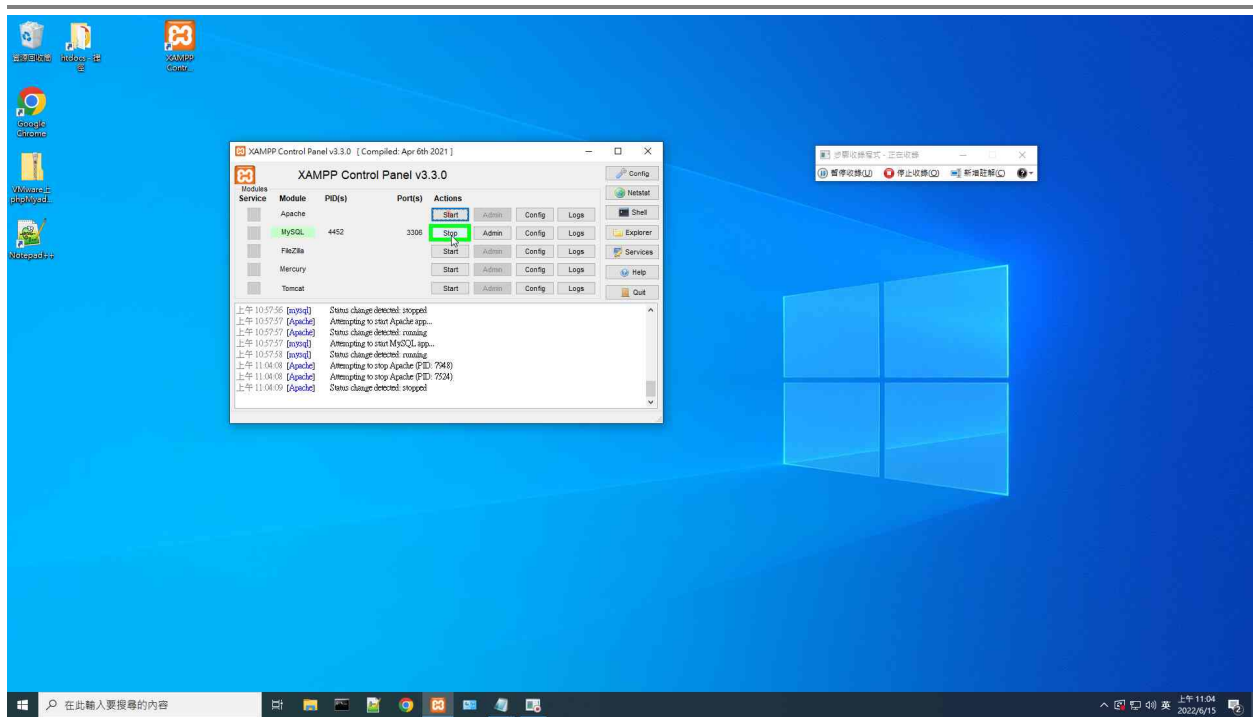 資源回收筒
htdocs - 捷
徑
XAMPP
Contr...
Google
Chrome
VMware上
phpMyad...
Notepad++
XAMPP Control Panel v3.3.0 [ Compiled: Apr 6th 2021 ]
XAMPP Control Panel v3.3.0
Config
Modules
Service Module PID(s) Port(s) Actions
Netstat
Apache Start Admin Config Logs
Shell
MySQL 4452 3306 Stop Admin Config Logs
Explorer
FileZilla Start Admin Config Logs
Services
Mercury Start Admin Config Logs
Help
Tomcat Start Admin Config Logs
Quit
上午 10:57:56 [mysql] Status change detected: stopped
上午 10:57:57 [Apache] Attempting to start Apache app...
上午 10:57:57 [Apache] Status change detected: running
上午 10:57:57 [mysql] Attempting to start MySQL app...
上午 10:57:58 [mysql] Status change detected: running
上午 11:04:08 [Apache] Attempting to stop Apache (PID: 7948)
上午 11:04:08 [Apache] Attempting to stop Apache (PID: 7524)
上午 11:04:09 [Apache] Status change detected: stopped
步驟收錄程式 - 正在收錄
暫停收錄(U) 停止收錄(O) 新增註解(C)
在此輸入要搜尋的內容
英
上午 11:04
2022/6/15
2